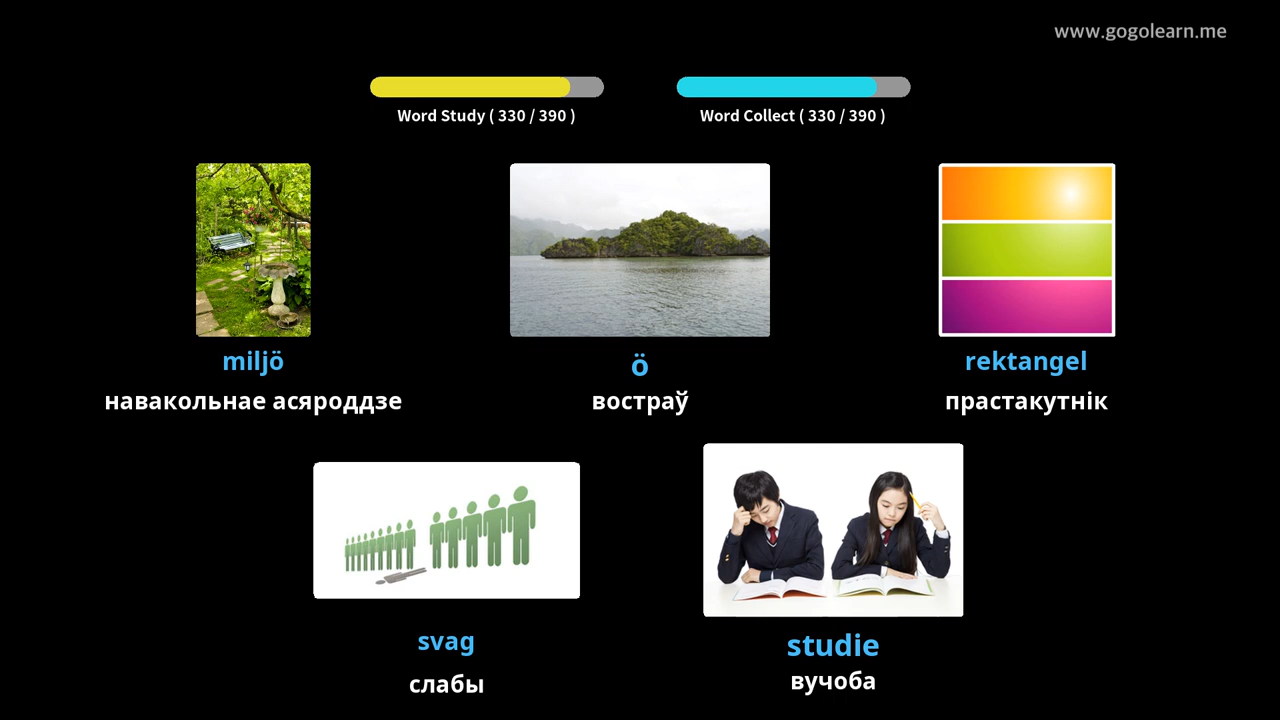 www.gogolearn.me
Word Study ( 330 / 390 )
Word Collect ( 330 / 390 )
miljö
ö
rektangel
навакольнае асяроддзе
востраў
прастакутнік
svag
studie
слабы
вучоба